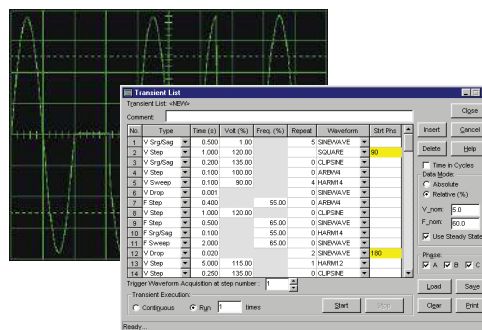 Transient List
Transient List: <NEW>
Close
Comment:
No. Type Time (s) Volt (%) Freq. (%) Repeat Waveform Strt Phs
Insert Cancel
1 V Srg/Sag 0.500 1.00 5 SINEWAVE
2 V Step 1.000 120.00 SQUARE 90
Delete Help
3 V Srg/Sag 0.200 135.00 0 CLIPSINE
4 V Step 0.100 100.00 0 ARBW4
Time in Cycles
5 V Sweep 0.100 90.00 4 HARM14
Data Mode:
6 V Drop 0.001 0 SINEWAVE
Absolute
7 F Step 0.400 55.00 0 ARBW4
Relative (%)
8 V Step 1.000 120.00 0 CLIPSINE
V_nom: 5.0
9 F Step 0.500 65.00 0 SINEWAVE
F_nom: 60.0
10 F Srg/Sag 0.100 55.00 0 HARM14
11 F Sweep 2.000 65.00 0 SINEWAVE
Use Steady State
12 V Drop 0.020 2 SINEWAVE 180
13 V Step 5.000 115.00 1 HARM12
Phase:
14 V Step 0.250 135.00 0 CLIPSINE
A B C
Trigger Waveform Acquisition at step number: 1
Load Save
Transient Execution:
Continuous Run 1 times Start Stop
Clear Print
Ready...